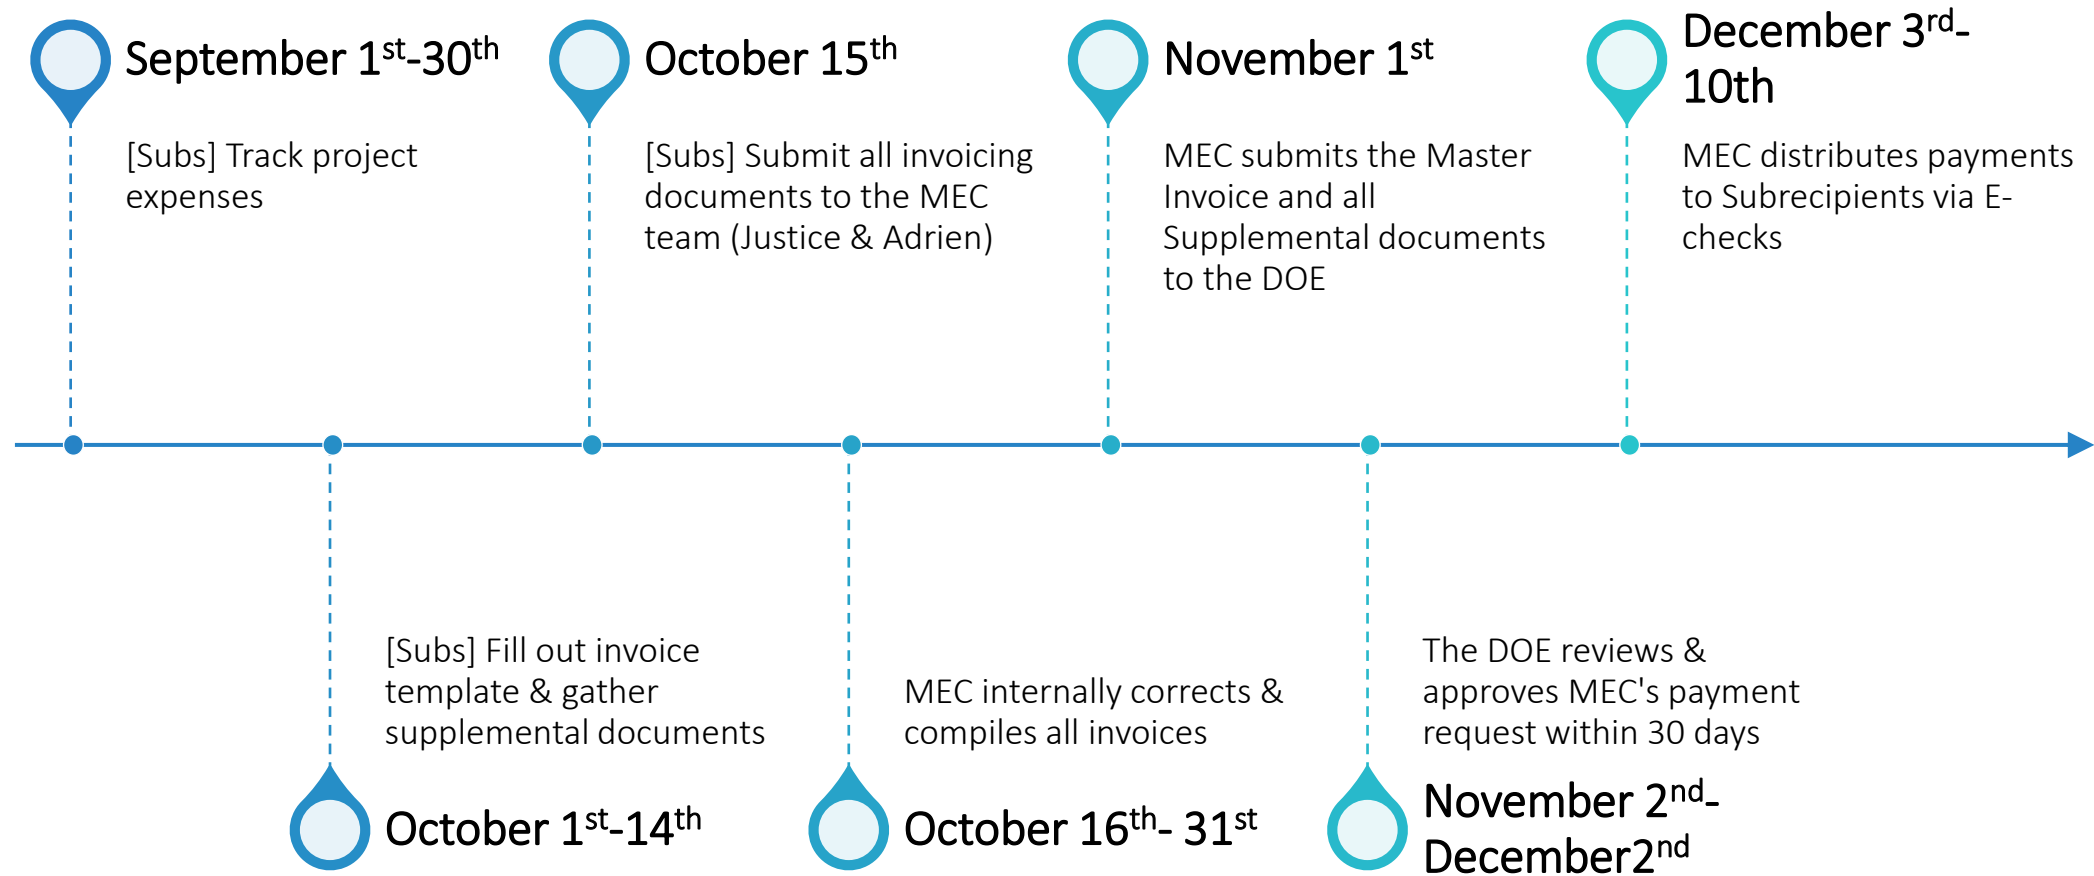 September 1st-30th
[Subs] Track project
expenses
October 1st-14th
[Subs] Fill out invoice
template & gather
supplemental documents
October 15th
[Subs] Submit all invoicing
documents to the MEC
team (Justice & Adrien)
October 16th- 31st
MEC internally corrects &
compiles all invoices
November 1st
MEC submits the Master
Invoice and all
Supplemental documents
to the DOE
November 2nd-
December2nd
The DOE reviews &
approves MEC's payment
request within 30 days
December 3rd-
10th
MEC distributes payments
to Subrecipients via E-
checks